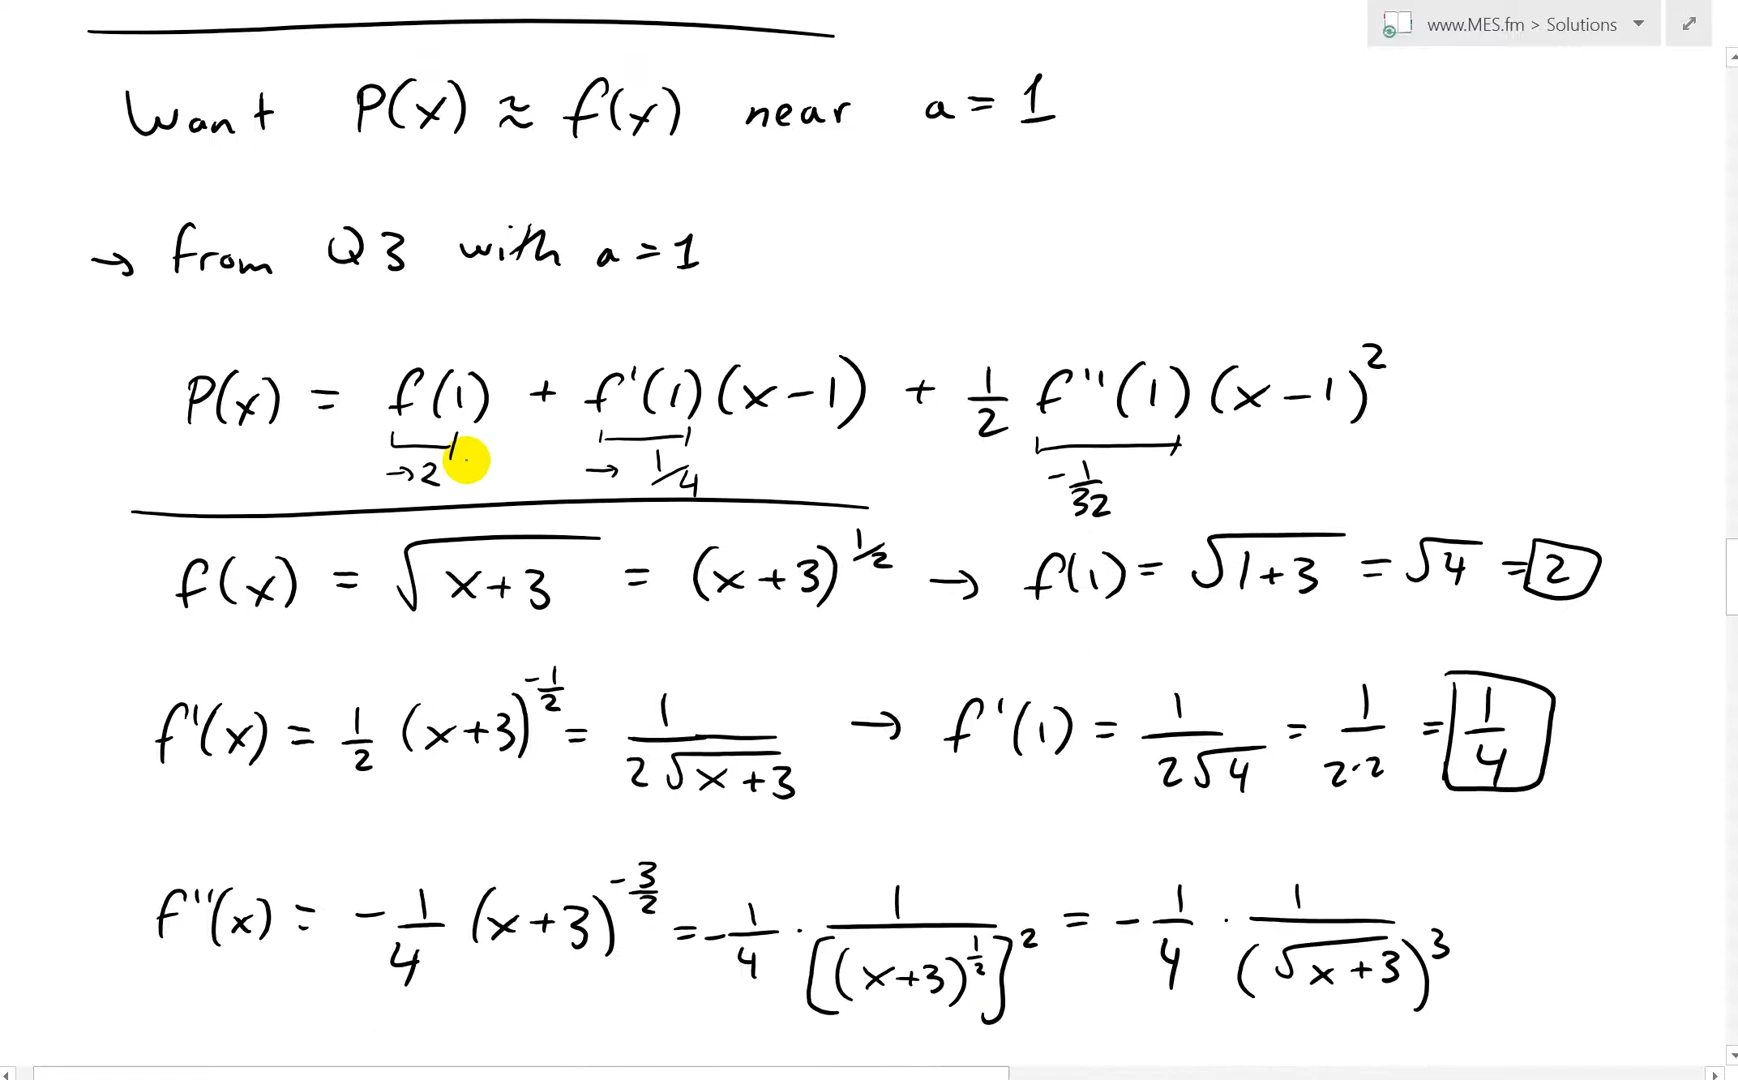 www.MES.fm > Solutions
Want P(x) ≈ f(x) near a = 1
→ From Q3 with a = 1
P(x) = f(1) + f'(1)(x-1) + 1/2 f''(1)(x-1)²
→ 2 → 1/4 -1/32
f(x) = √(x+3) = (x+3)^(1/2) → f(1) = √(1+3) = √4 = 2
f'(x) = 1/2 (x+3)^(-1/2) = 1/(2√(x+3)) → f'(1) = 1/(2√4) = 1/(2·2) = 1/4
f''(x) = -1/4 (x+3)^(-3/2) = -1/4 · 1/[(x+3)^(1/2)]² = -1/4 · 1/(√(x+3))³